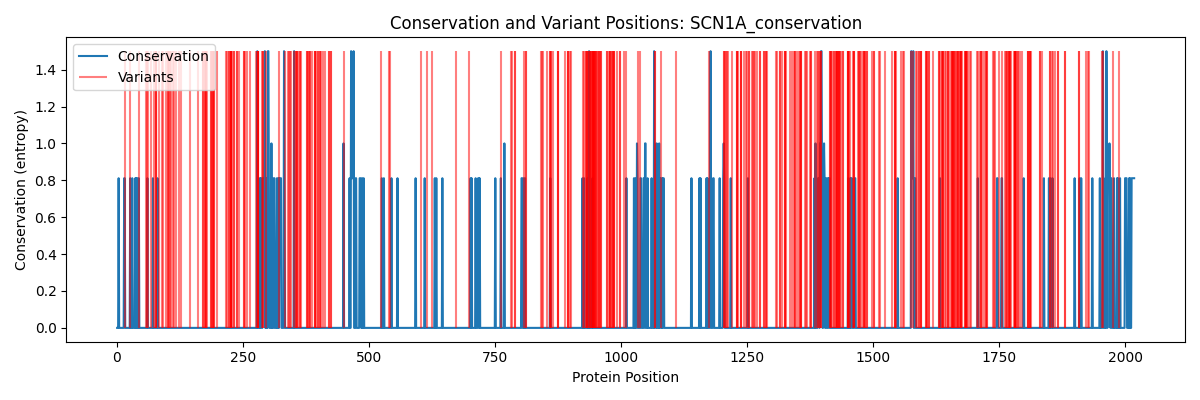 Conservation and Variant Positions: SCN1A_conservation
Conservation
Variants
Conservation (entropy)
1.4
1.2
1.0
0.8
0.6
0.4
0.2
0.0
0 250 500 750 1000 1250 1500 1750 2000
Protein Position